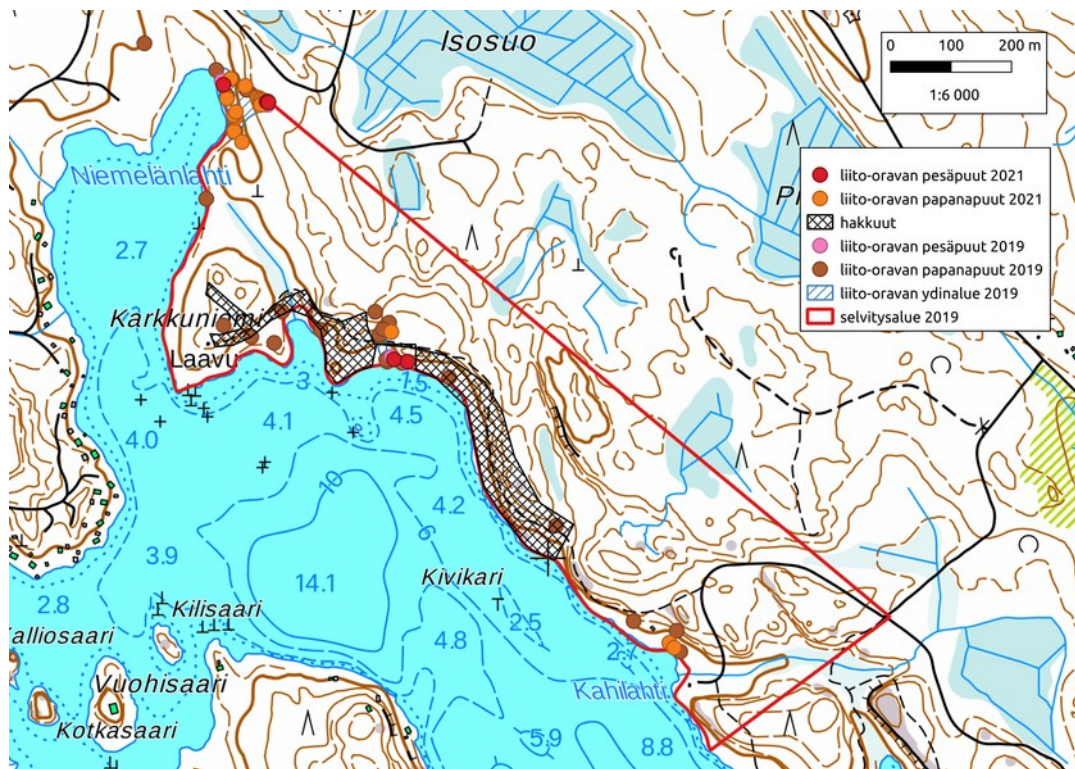 Isosuo
0 100 200 m
1:6 000
Niemelänlahti
liito-oravan pesäpuut 2021
liito-oravan papanapuut 2021
hakkuut
liito-oravan pesäpuut 2019
liito-oravan papanapuut 2019
liito-oravan ydinalue 2019
selvitysalue 2019
2.7
Karkkuniemi
Laavu
3
1.5
4.0
4.1
4.5
10
4.2
6
3.9
14.1
Kivikari
2.8
Kilisaari
2.5
4.8
Vuohisaari
Kahilahti
Kotkasaari
5.9
8.8